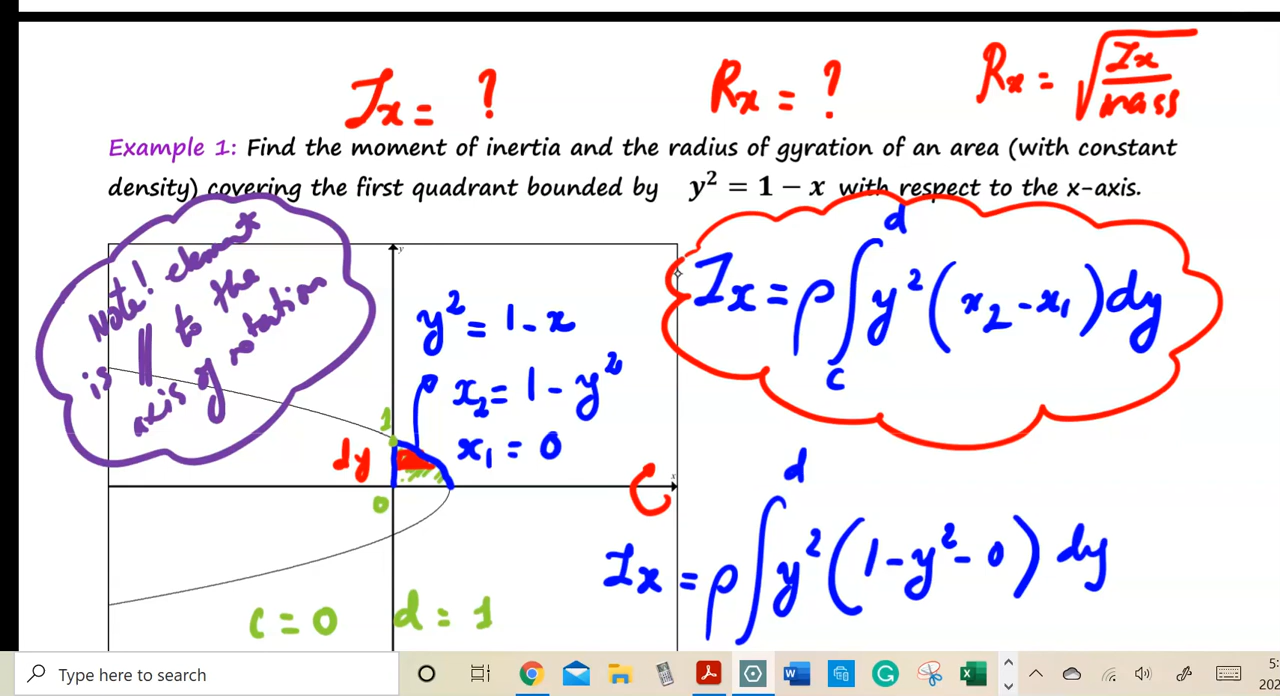 Ix = ?
Rx = ?
Rx = √(Ix/mass)
Example 1: Find the moment of inertia and the radius of gyration of an area (with constant
density) covering the first quadrant bounded by y² = 1 − x with respect to the x-axis.
Note! element
is || to the
axis of rotation
y
y² = 1 - x
x₂ = 1 - y²
x₁ = 0
1
dy
0
x
c = 0 d = 1
Ix = ρ ∫ c d y² (x₂ - x₁) dy
Ix = ρ ∫ d y² (1 - y² - 0) dy
Type here to search
5:
202